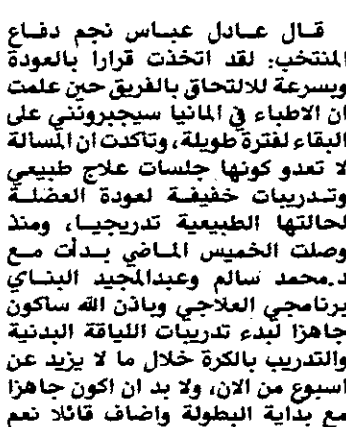 قال عادل عباس نجم دفاع
المنتخب: لقد اتخذت قرارا بالعودة
وبسرعة للالتحاق بالفريق حين علمت
ان الاطباء في المانيا سيجبرونني على
البقاء لفترة طويلة، وتاكدت ان المسالة
لا تعدو كونها جلسات علاج طبيعي
وتدريبات خفيفة لعودة العضلة
لحالتها الطبيعية تدريجيا، ومنذ
وصلت الخميس الماضي بدأت مع
د.محمد سالم وعبدالمجيد البناي
برنامجي العلاجي وباذن الله ساكون
جاهزا لبدء تدريبات اللياقة البدنية
والتدريب بالكرة خلال ما لا يزيد عن
اسبوع من الان، ولا بد ان اكون جاهزا
مع بداية البطولة واضاف قائلا نعم